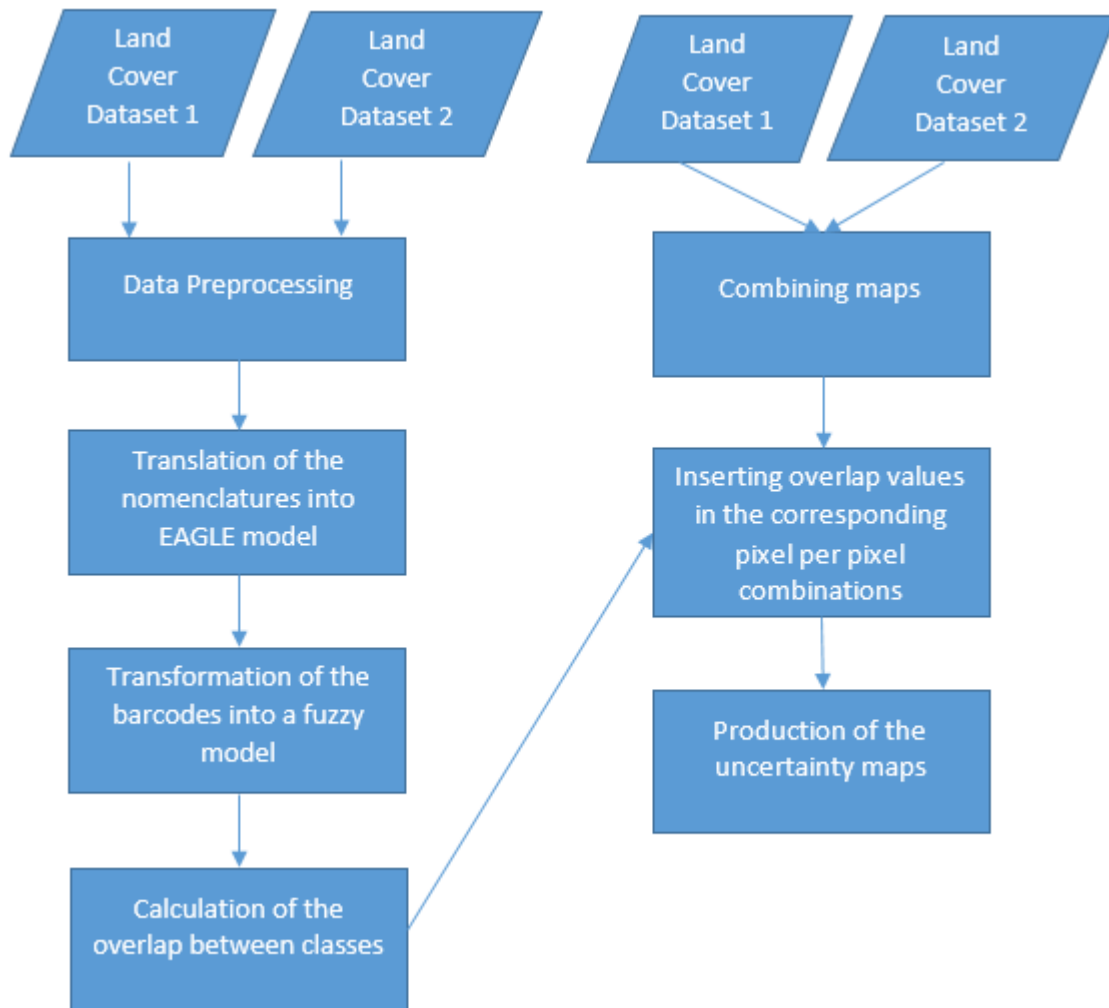 Land
Cover
Dataset 1
Land
Cover
Dataset 2
Data Preprocessing
Translation of the
nomenclatures into
EAGLE model
Transformation of the
barcodes into a fuzzy
model
Calculation of the
overlap between classes
Land
Cover
Dataset 1
Land
Cover
Dataset 2
Combining maps
Inserting overlap values
in the corresponding
pixel per pixel
combinations
Production of the
uncertainty maps